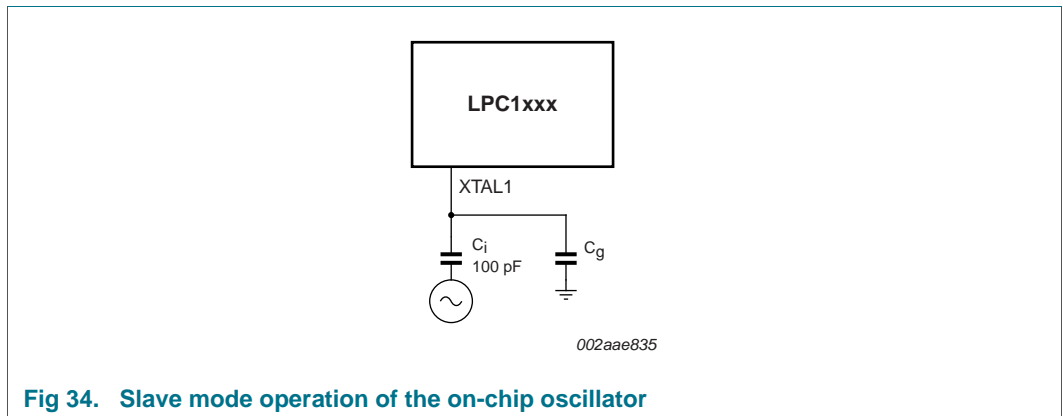 LPC1xxx
XTAL1
Ci
100 pF
Cg
002aae835
Fig 34. Slave mode operation of the on-chip oscillator